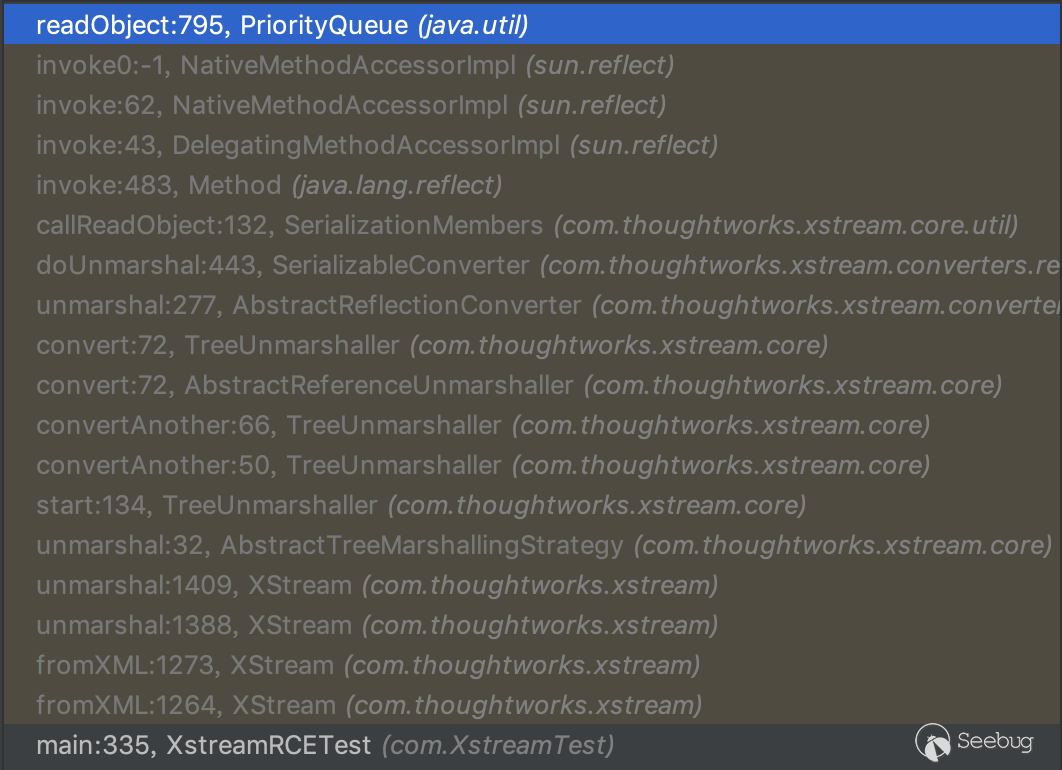 readObject:795, PriorityQueue (java.util)
invoke0:-1, NativeMethodAccessorImpl (sun.reflect)
invoke:62, NativeMethodAccessorImpl (sun.reflect)
invoke:43, DelegatingMethodAccessorImpl (sun.reflect)
invoke:483, Method (java.lang.reflect)
callReadObject:132, SerializationMembers (com.thoughtworks.xstream.core.util)
doUnmarshal:443, SerializableConverter (com.thoughtworks.xstream.converters.re
unmarshal:277, AbstractReflectionConverter (com.thoughtworks.xstream.converter
convert:72, TreeUnmarshaller (com.thoughtworks.xstream.core)
convert:72, AbstractReferenceUnmarshaller (com.thoughtworks.xstream.core)
convertAnother:66, TreeUnmarshaller (com.thoughtworks.xstream.core)
convertAnother:50, TreeUnmarshaller (com.thoughtworks.xstream.core)
start:134, TreeUnmarshaller (com.thoughtworks.xstream.core)
unmarshal:32, AbstractTreeMarshallingStrategy (com.thoughtworks.xstream.core)
unmarshal:1409, XStream (com.thoughtworks.xstream)
unmarshal:1388, XStream (com.thoughtworks.xstream)
fromXML:1273, XStream (com.thoughtworks.xstream)
fromXML:1264, XStream (com.thoughtworks.xstream)
main:335, XstreamRCETest (com.XstreamTest)
Seebug